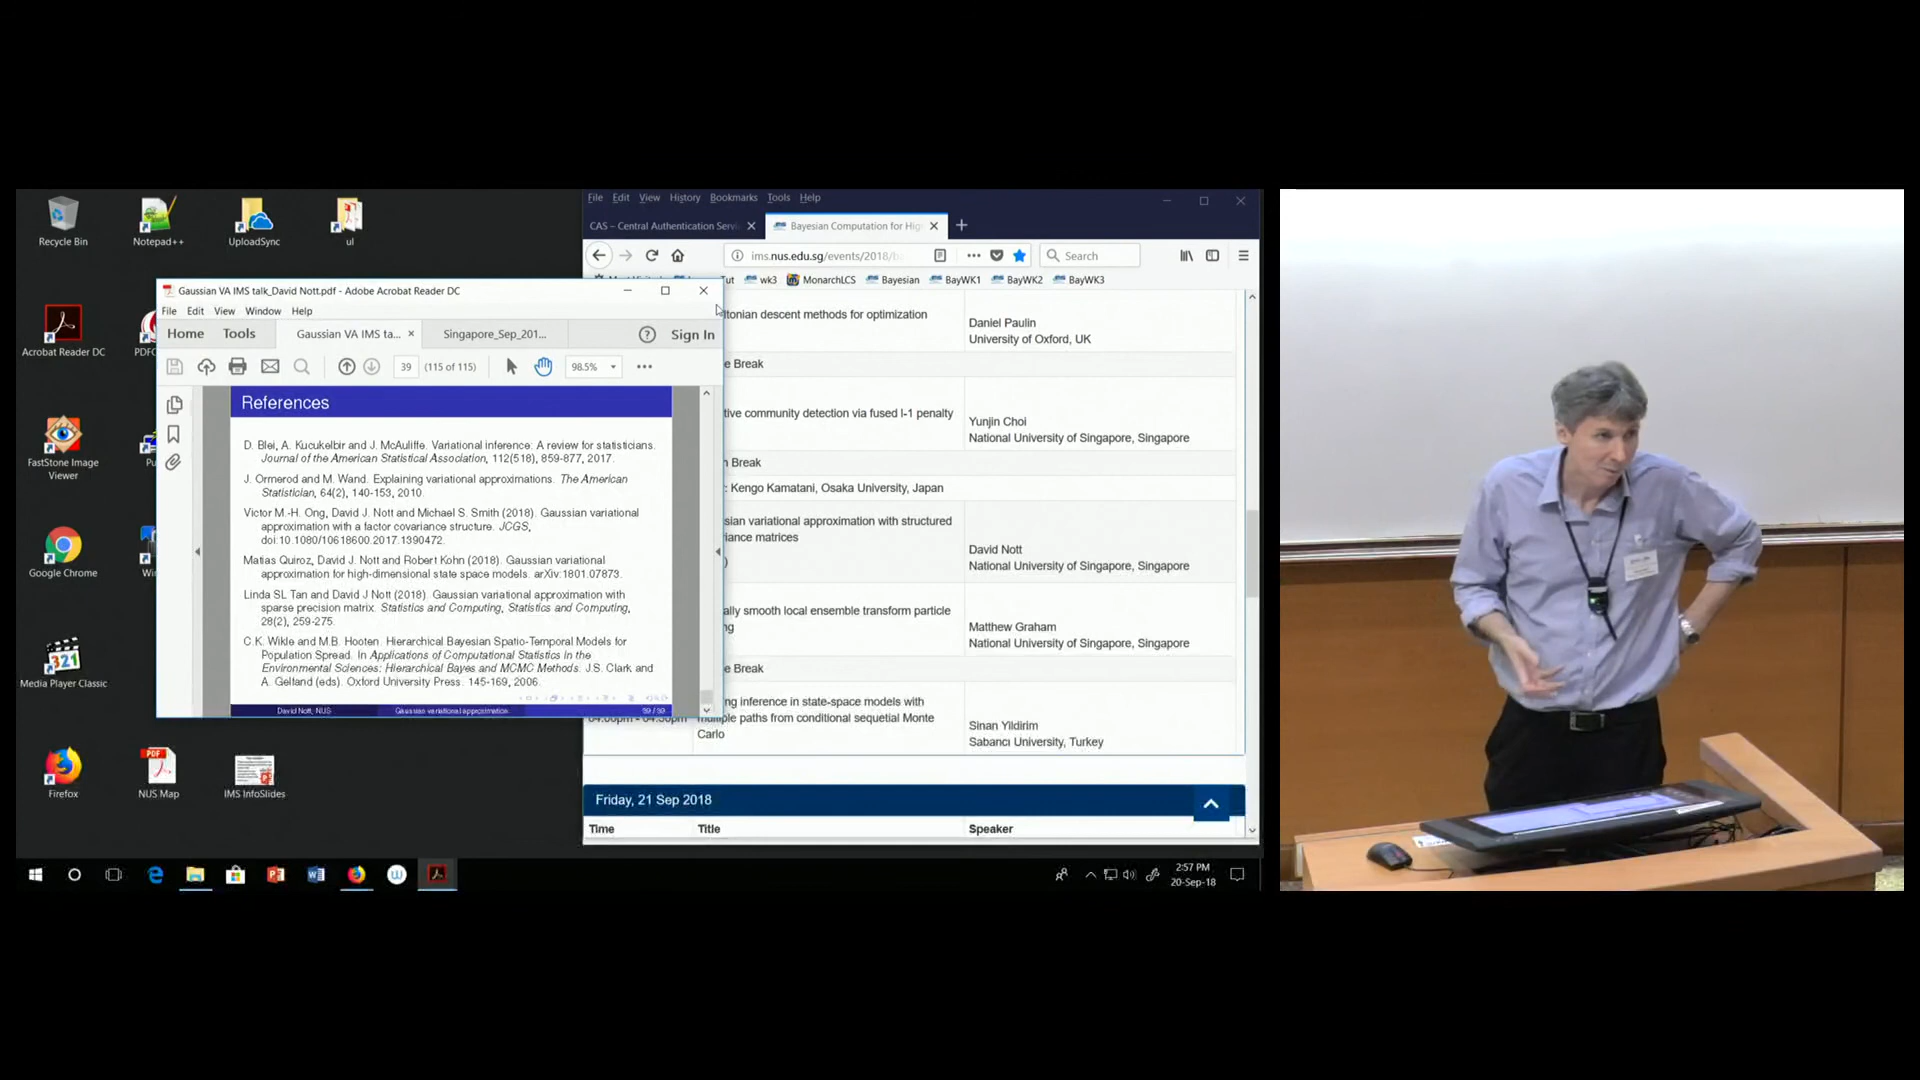 Recycle Bin
Notepad++
UploadSync
ul
Acrobat Reader DC
PDFC
FastStone Image
Viewer
Google Chrome
Media Player Classic
Firefox
NUS Map
IMS InfoSlides
Gaussian VA IMS talk_David Nott.pdf - Adobe Acrobat Reader DC
File Edit View Window Help
Home Tools Gaussian VA IMS ta... Singapore_Sep_201... Sign In
39 (115 of 115) 98.5%
References
D. Blei, A. Kucukelbir and J. McAuliffe. Variational inference: A review for statisticians.
Journal of the American Statistical Association, 112(518), 859-877, 2017.
J. Ormerod and M. Wand. Explaining variational approximations. The American
Statistician, 64(2), 140-153, 2010.
Victor M.-H. Ong, David J. Nott and Michael S. Smith (2018). Gaussian variational
approximation with a factor covariance structure. JCGS,
doi:10.1080/10618600.2017.1390472.
Matias Quiroz, David J. Nott and Robert Kohn (2018). Gaussian variational
approximation for high-dimensional state space models. arXiv:1801.07873.
Linda SL Tan and David J Nott (2018). Gaussian variational approximation with
sparse precision matrix. Statistics and Computing, Statistics and Computing,
28(2), 259-275.
C.K. Wikle and M.B. Hooten. Hierarchical Bayesian Spatio-Temporal Models for
Population Spread. In Applications of Computational Statistics in the
Environmental Sciences: Hierarchical Bayes and MCMC Methods. J.S. Clark and
A. Gelfand (eds). Oxford University Press. 145-169, 2006.
David Nott, NUS Gaussian variational approximation. 39 / 39
File Edit View History Bookmarks Tools Help
CAS – Central Authentication Servi
Bayesian Computation for Hig
ims.nus.edu.sg/events/2018/b
Search
Tut wk3 MonarchLCS Bayesian BayWK1 BayWK2 BayWK3
tonian descent methods for optimization
Daniel Paulin
University of Oxford, UK
e Break
tive community detection via fused l-1 penalty
Yunjin Choi
National University of Singapore, Singapore
n Break
: Kengo Kamatani, Osaka University, Japan
sian variational approximation with structured
riance matrices
)
David Nott
National University of Singapore, Singapore
ally smooth local ensemble transform particle
ng
Matthew Graham
National University of Singapore, Singapore
e Break
ng inference in state-space models with
multiple paths from conditional sequetial Monte
Carlo
Sinan Yildirim
Sabancı University, Turkey
Friday, 21 Sep 2018
Time Title Speaker
2:57 PM
20-Sep-18